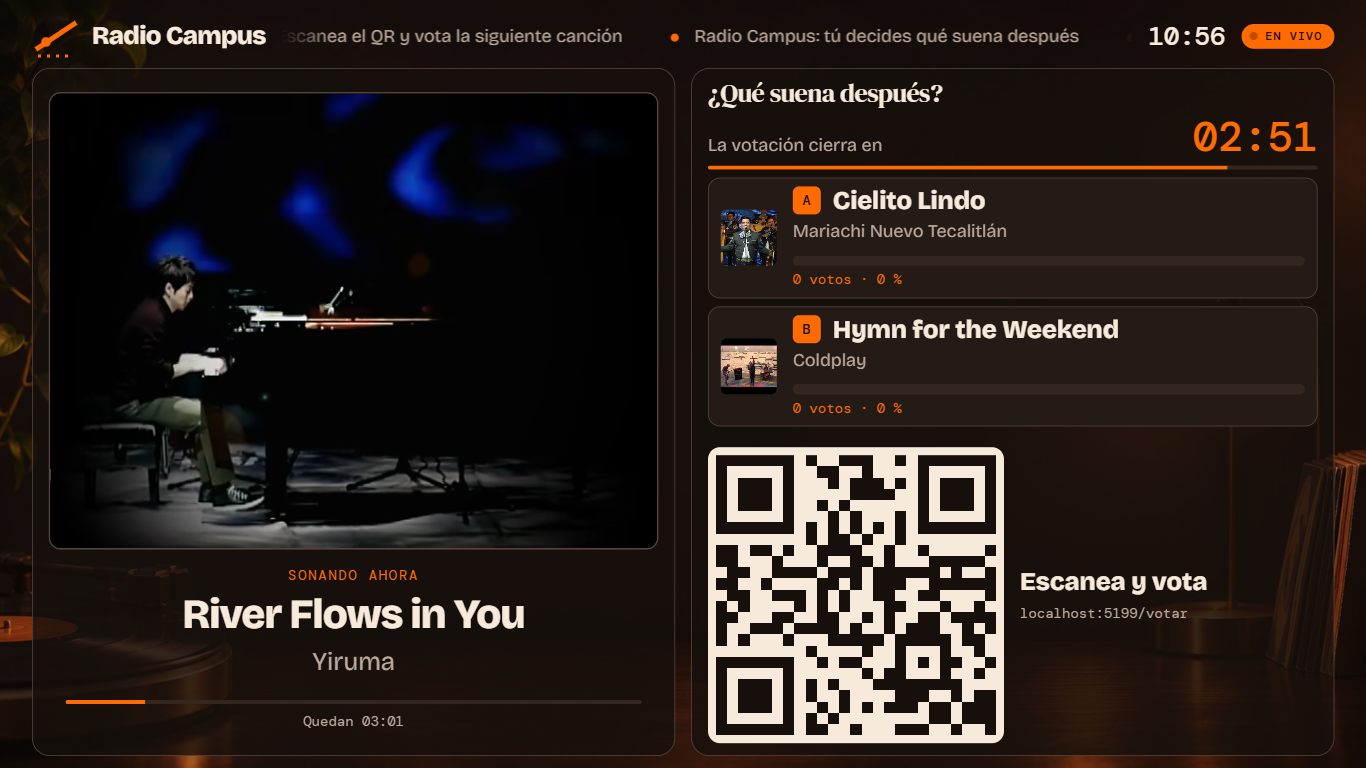 Radio Campus
scanea el QR y vota la siguiente canción
Radio Campus: tú decides qué suena después
10:56
EN VIVO
SONANDO AHORA
River Flows in You
Yiruma
Quedan 03:01
¿Qué suena después?
La votación cierra en
02:51
A
Cielito Lindo
Mariachi Nuevo Tecalitlán
0 votos · 0 %
B
Hymn for the Weekend
Coldplay
0 votos · 0 %
Escanea y vota
localhost:5199/votar